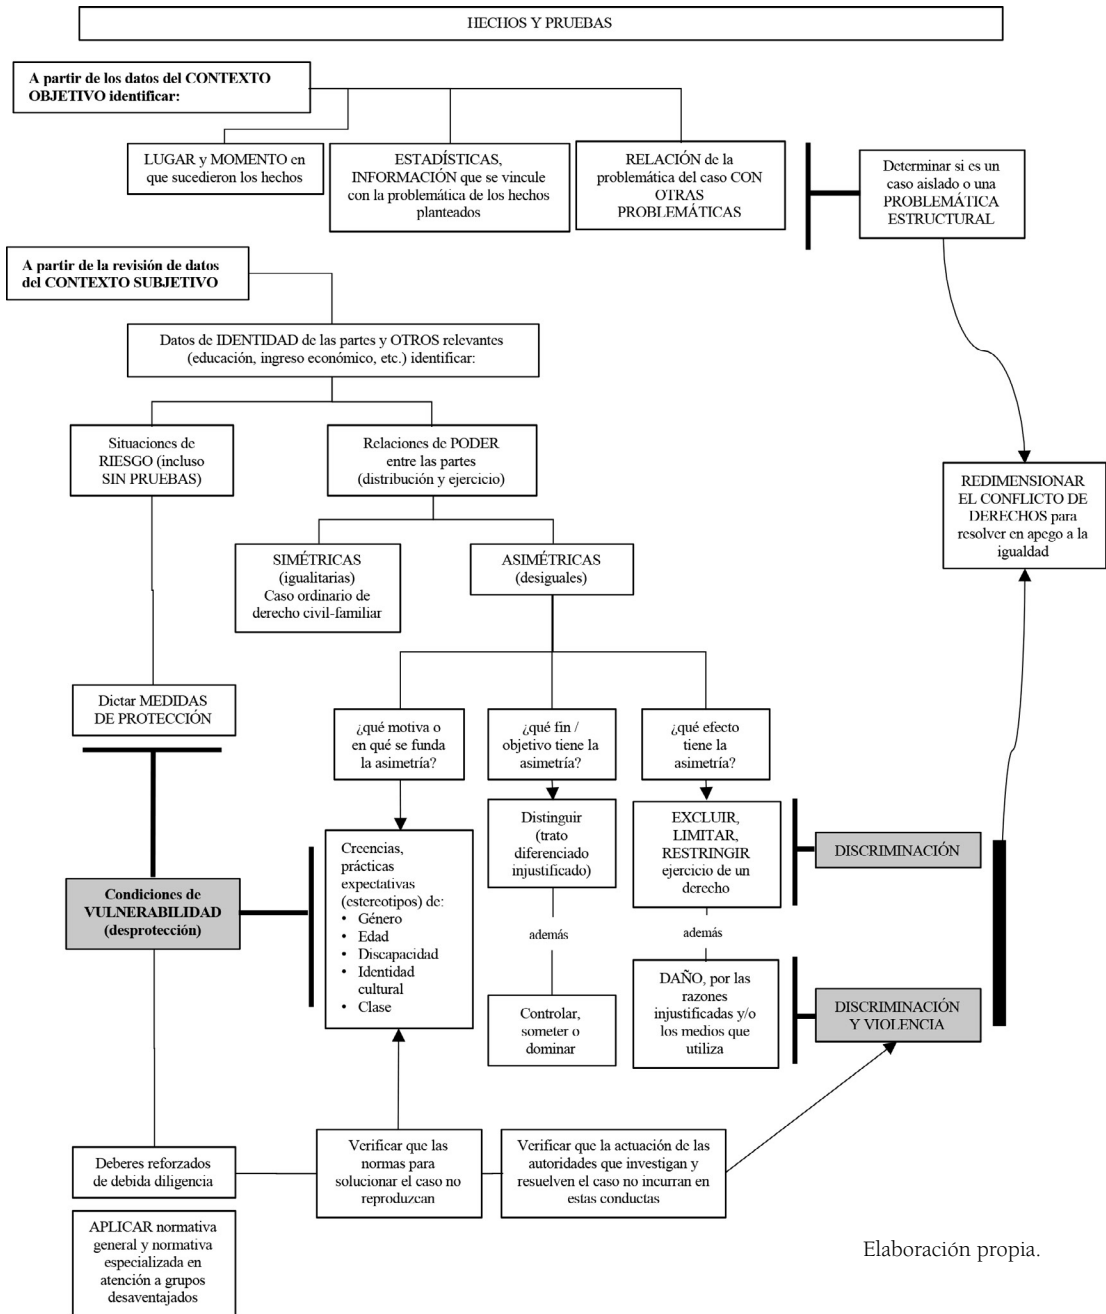 HECHOS Y PRUEBAS
A partir de los datos del CONTEXTO
OBJETIVO identificar:
LUGAR y MOMENTO en
que sucedieron los hechos
ESTADÍSTICAS,
INFORMACIÓN que se vincule
con la problemática de los hechos
planteados
RELACIÓN de la
problemática del caso CON
OTRAS
PROBLEMÁTICAS
Determinar si es un
caso aislado o una
PROBLEMÁTICA
ESTRUCTURAL
A partir de la revisión de datos
del CONTEXTO SUBJETIVO
Datos de IDENTIDAD de las partes y OTROS relevantes
(educación, ingreso económico, etc.) identificar:
Situaciones de
RIESGO (incluso
SIN PRUEBAS)
Relaciones de PODER
entre las partes
(distribución y ejercicio)
REDIMENSIONAR
EL CONFLICTO DE
DERECHOS para
resolver en apego a la
igualdad
SIMÉTRICAS
(igualitarias)
Caso ordinario de
derecho civil-familiar
ASIMÉTRICAS
(desiguales)
Dictar MEDIDAS
DE PROTECCIÓN
¿qué motiva o
en qué se funda
la asimetría?
¿qué fin /
objetivo tiene la
asimetría?
¿qué efecto
tiene la
asimetría?
Creencias,
prácticas
expectativas
(estereotipos) de:
• Género
• Edad
• Discapacidad
• Identidad
cultural
• Clase
Distinguir
(trato
diferenciado
injustificado)
EXCLUIR,
LIMITAR,
RESTRINGIR
ejercicio de un
derecho
DISCRIMINACIÓN
Condiciones de
VULNERABILIDAD
(desprotección)
además
además
Controlar,
someter o
dominar
DAÑO, por las
razones
injustificadas y/o
los medios que
utiliza
DISCRIMINACIÓN
Y VIOLENCIA
Deberes reforzados
de debida diligencia
Verificar que las
normas para
solucionar el caso no
reproduzcan
Verificar que la actuación de las
autoridades que investigan y
resuelven el caso no incurran en
estas conductas
APLICAR normativa
general y normativa
especializada en
atención a grupos
desaventajados
Elaboración propia.